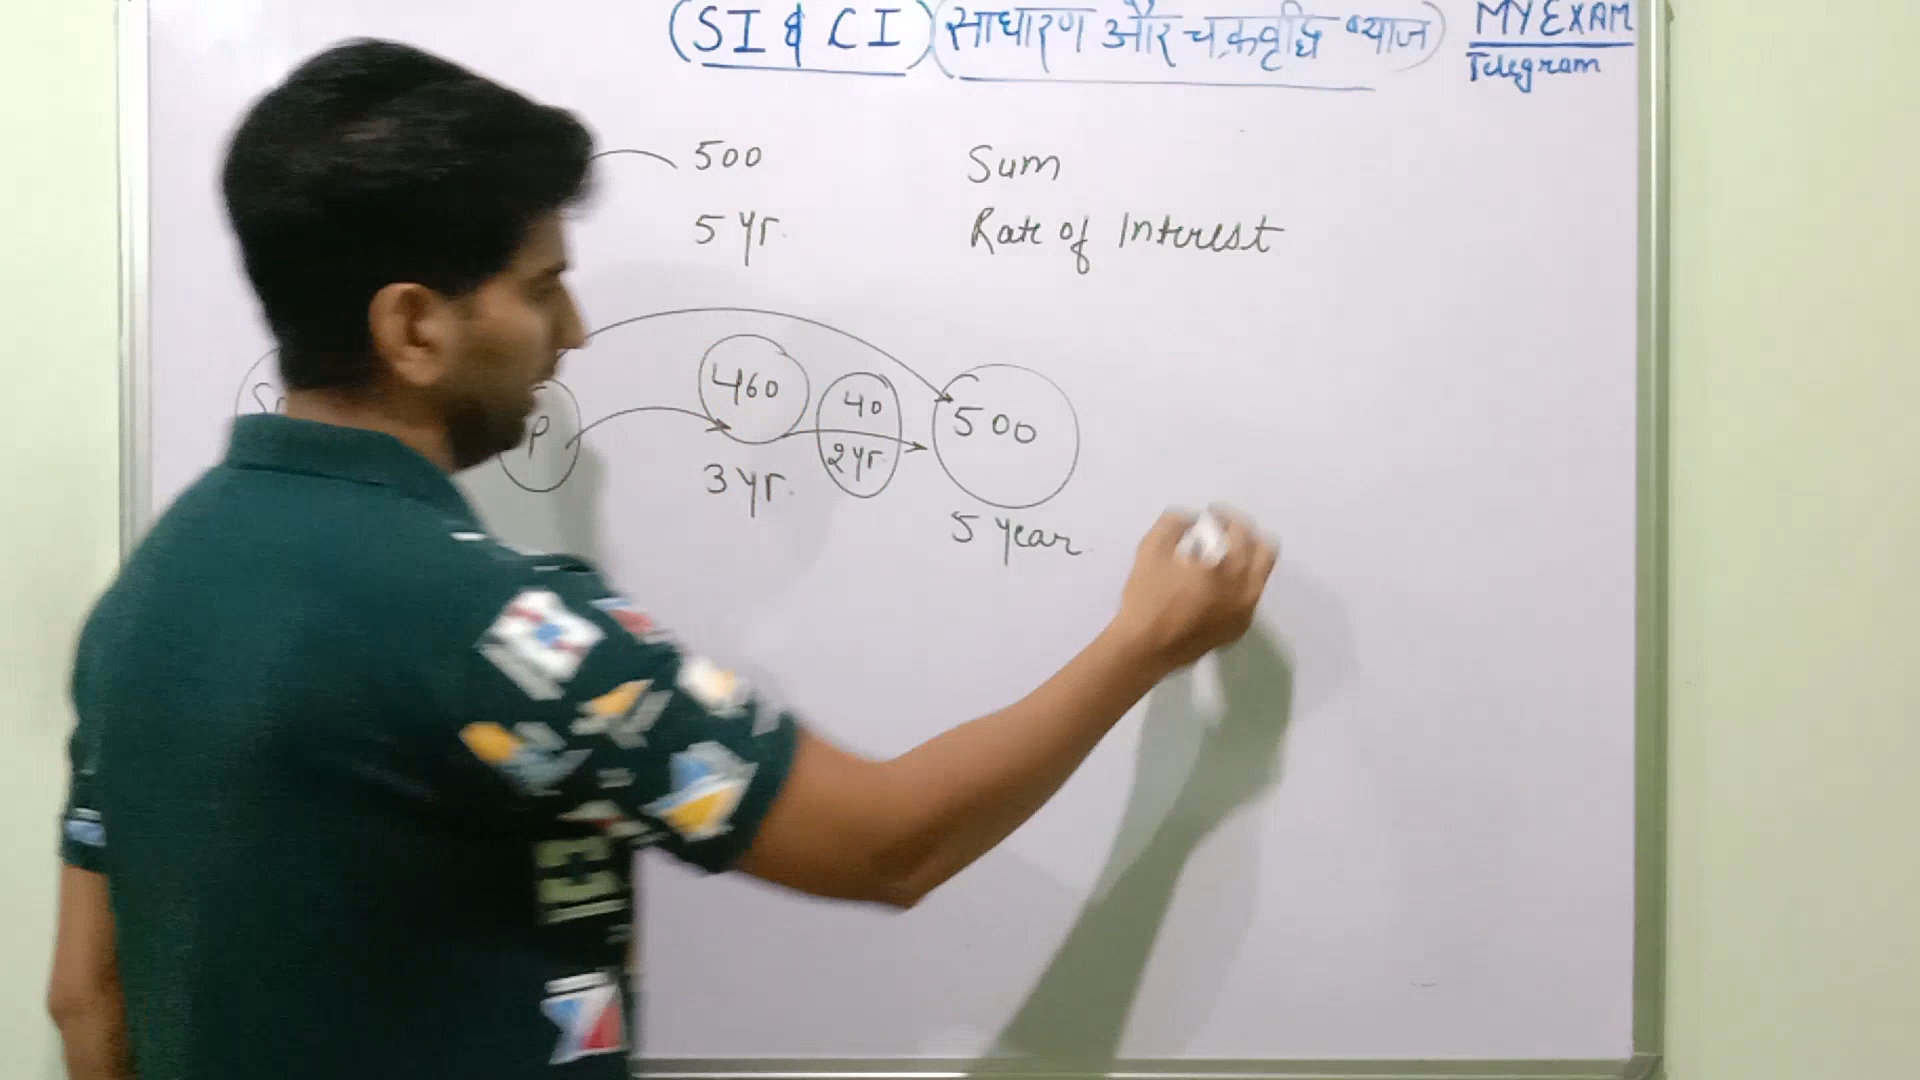 (SI & CI) (साधारण और चक्रवृद्धि ब्याज) MY EXAM
Telegram
500 Sum
5 yr. Rate of Interest
460 40 500
P 2yr.
3 yr. 5 year